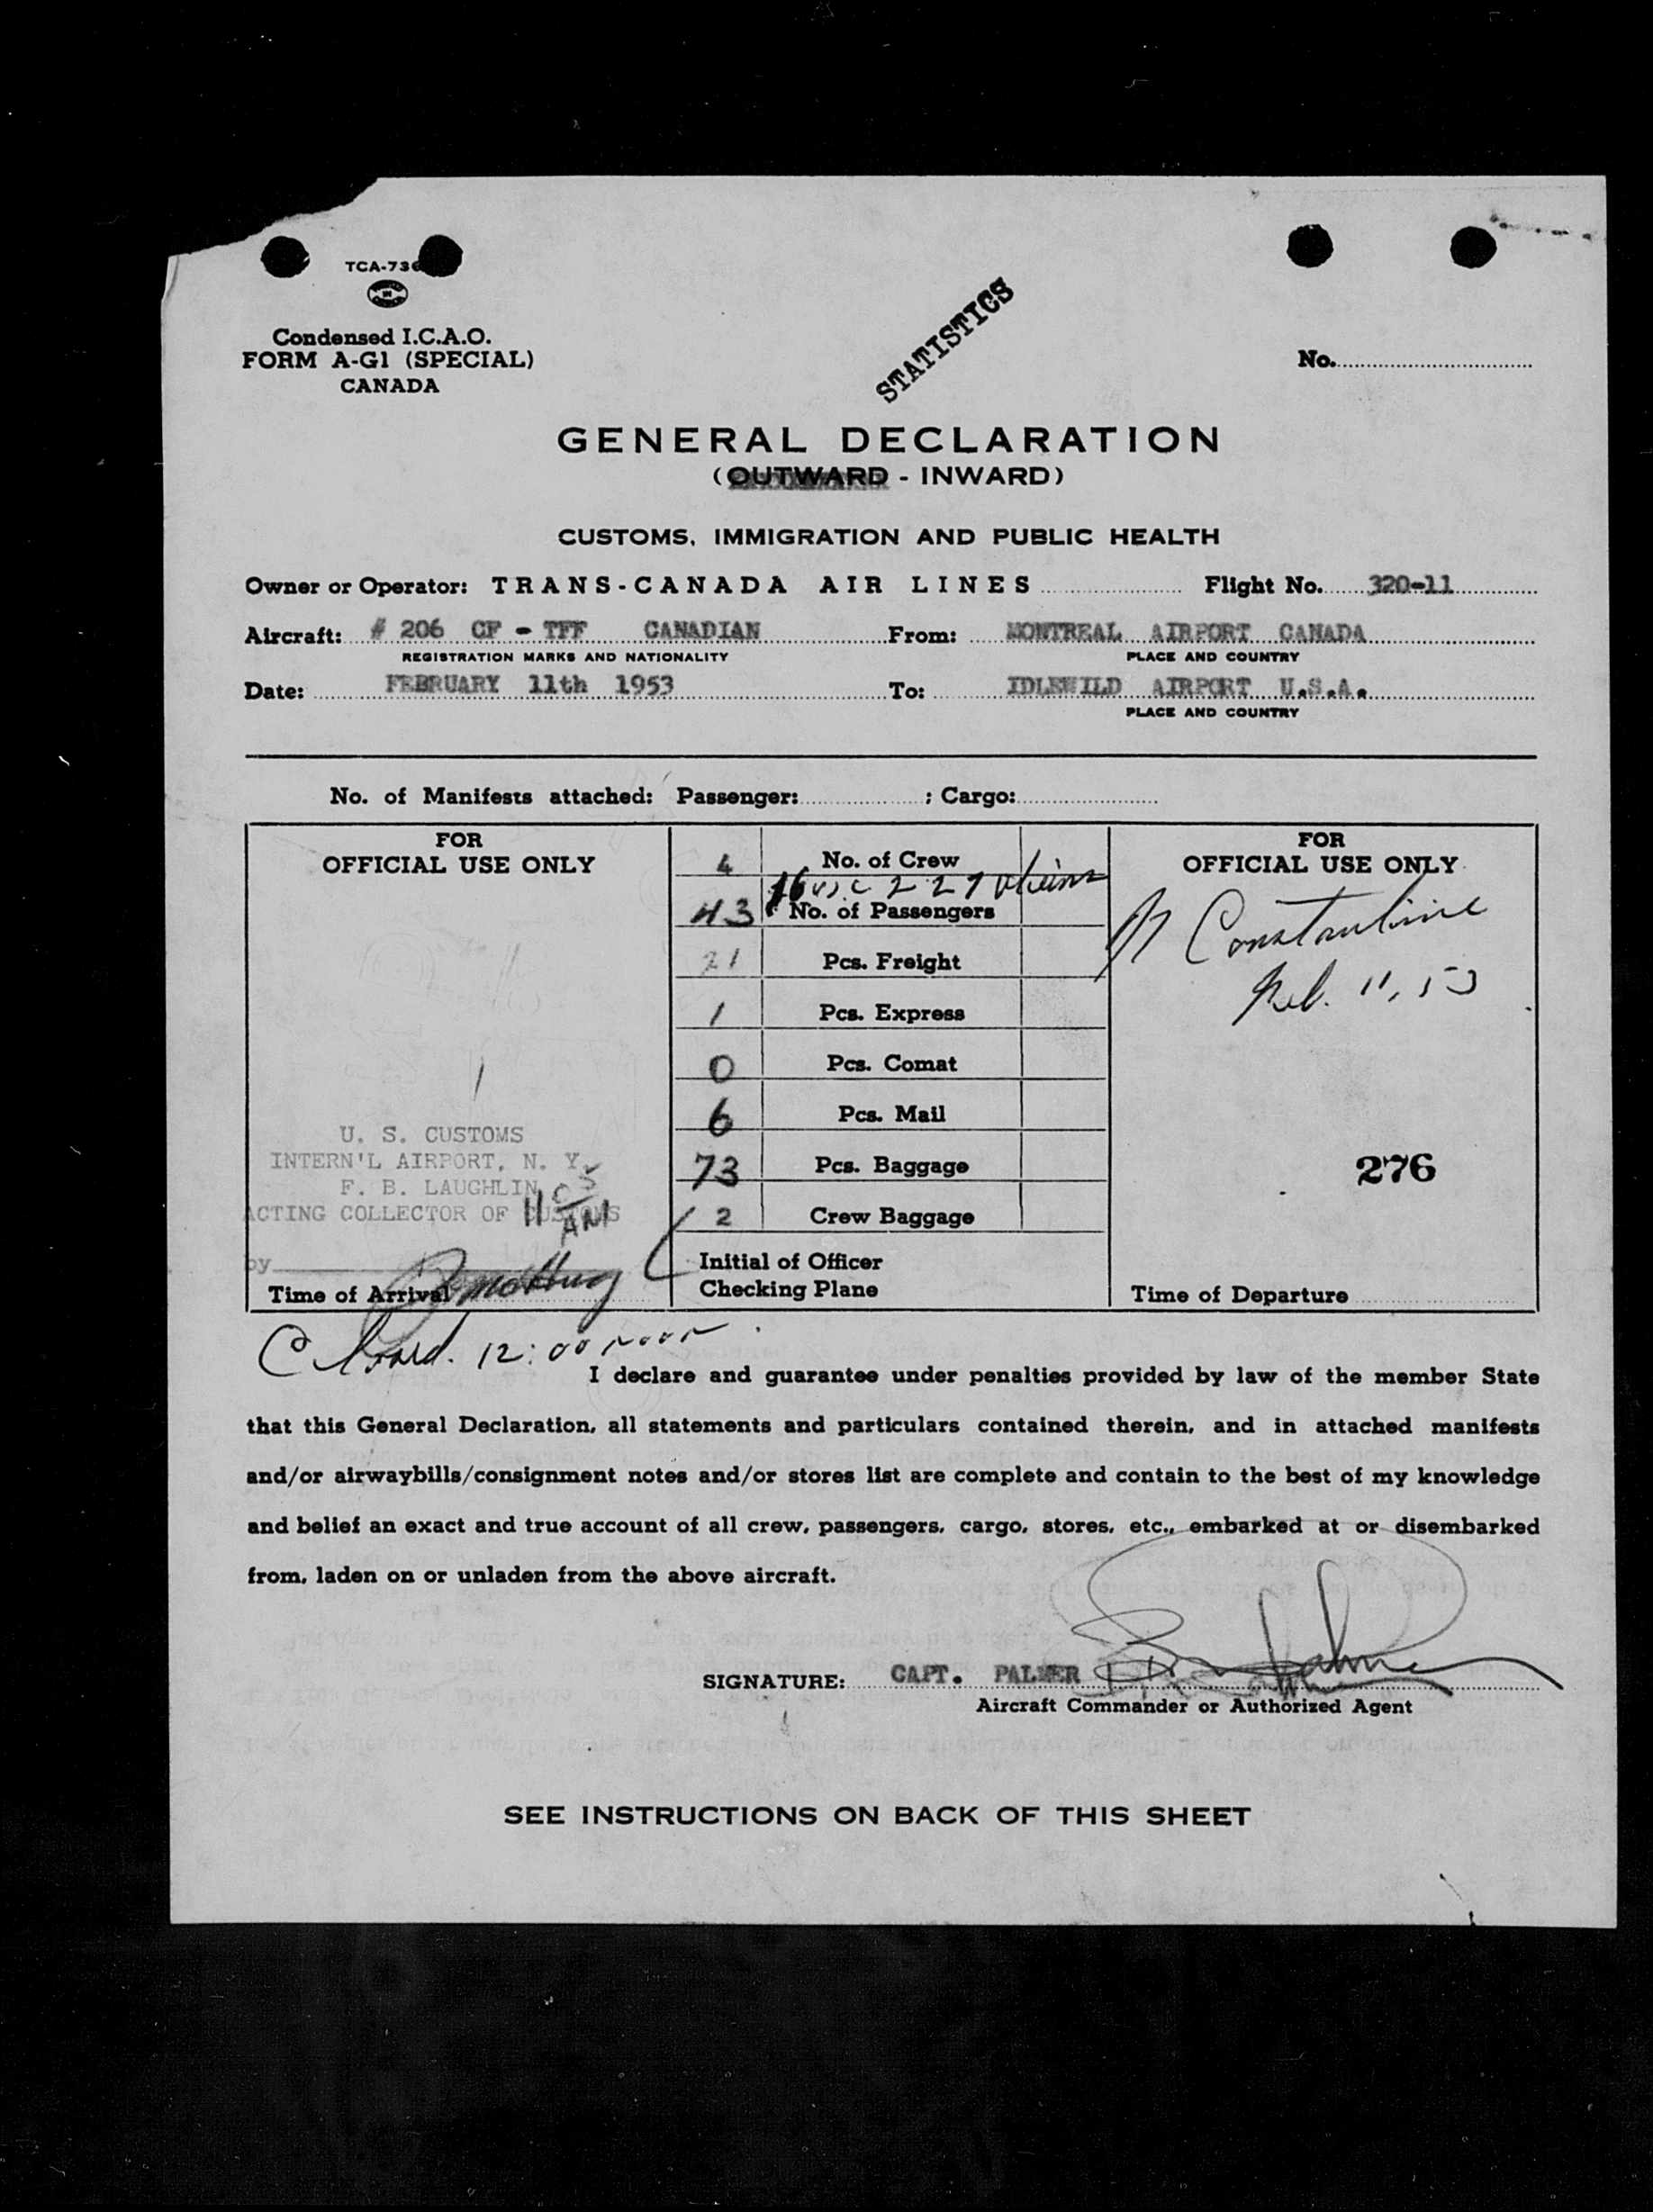 TCA-73
Condensed I.C.A.O.
FORM A-G1 (SPECIAL)
CANADA
STATISTICS
No.
GENERAL DECLARATION
(OUTWARD - INWARD)
CUSTOMS, IMMIGRATION AND PUBLIC HEALTH
Owner or Operator: TRANS-CANADA AIR LINES Flight No. 320-11
Aircraft: # 206 CF - TFF CANADIAN From: MONTREAL AIRPORT CANADA
REGISTRATION MARKS AND NATIONALITY PLACE AND COUNTRY
Date: FEBRUARY 11th 1953 To: IDLEWILD AIRPORT U.S.A.
PLACE AND COUNTRY
No. of Manifests attached: Passenger: ; Cargo:
FOR
OFFICIAL USE ONLY
U. S. CUSTOMS
INTERN'L AIRPORT, N. Y.
F. B. LAUGHLIN
ACTING COLLECTOR OF CUSTOMS
11 05 AM
by
Time of Arrival
4 No. of Crew
16 usc 27 aliens
43 No. of Passengers
21 Pcs. Freight
1 Pcs. Express
0 Pcs. Comat
6 Pcs. Mail
73 Pcs. Baggage
2 Crew Baggage
Initial of Officer
Checking Plane
FOR
OFFICIAL USE ONLY
N Constantine
Feb. 11, 53
276
Time of Departure
12:00 noon
I declare and guarantee under penalties provided by law of the member State
that this General Declaration, all statements and particulars contained therein, and in attached manifests
and/or airwaybills/consignment notes and/or stores list are complete and contain to the best of my knowledge
and belief an exact and true account of all crew, passengers, cargo, stores, etc., embarked at or disembarked
from, laden on or unladen from the above aircraft.
SIGNATURE: CAPT. PALMER
Aircraft Commander or Authorized Agent
SEE INSTRUCTIONS ON BACK OF THIS SHEET